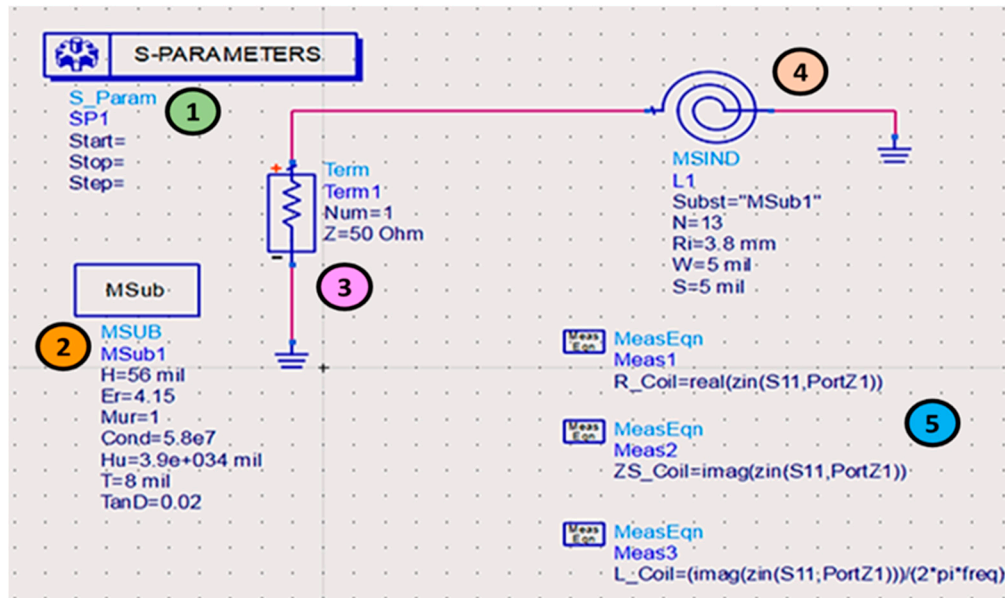 S-PARAMETERS
S_Param
SP1
Start=
Stop=
Step=
1
Term
Term1
Num=1
Z=50 Ohm
3
MSub
2
MSUB
MSub1
H=56 mil
Er=4.15
Mur=1
Cond=5.8e7
Hu=3.9e+034 mil
T=8 mil
TanD=0.02
4
MSIND
L1
Subst="MSub1"
N=13
Ri=3.8 mm
W=5 mil
S=5 mil
Meas
Eqn
MeasEqn
Meas1
R_Coil=real(zin(S11,PortZ1))
5
Meas
Eqn
MeasEqn
Meas2
ZS_Coil=imag(zin(S11,PortZ1))
Meas
Eqn
MeasEqn
Meas3
L_Coil=(imag(zin(S11,PortZ1)))/(2*pi*freq)